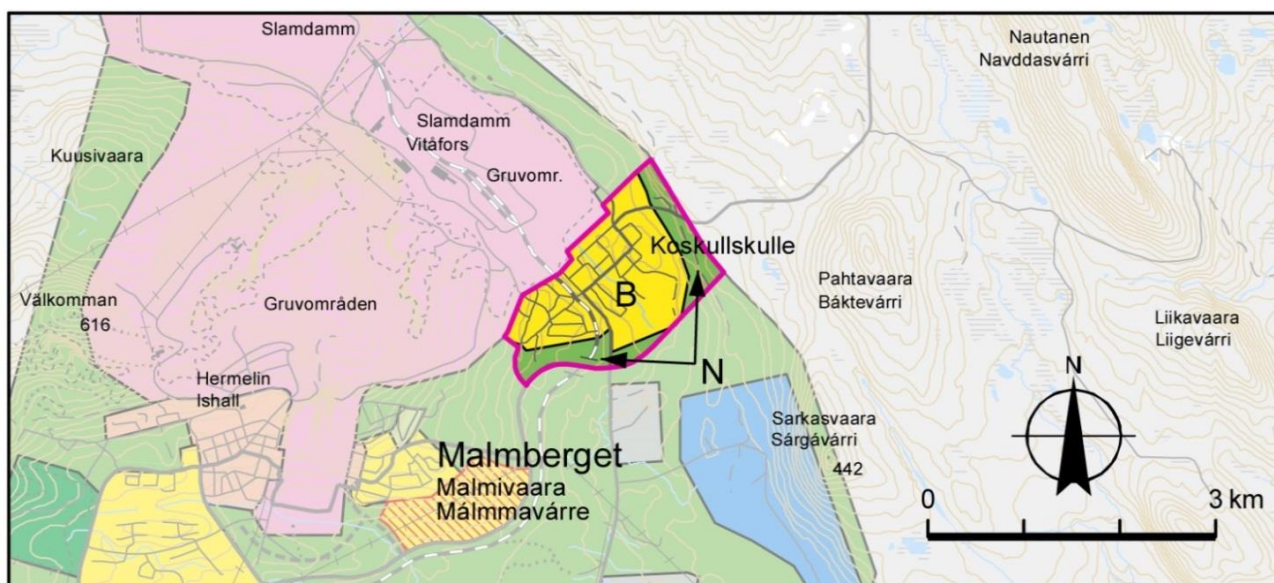 Slamdamm
Nautanen
Navddasvárri
Slamdamm
Vitåfors
Kuusivaara
Gruvomr.
Koskullskulle
Pahtavaara
Báktevárri
B
Välkomman
616
Gruvområden
Liikavaara
Liigevárri
N
N
Hermelin
Ishall
Sarkasvaara
Sárgávárri
442
Malmberget
Malmivaara
Málmmavárre
0
3 km